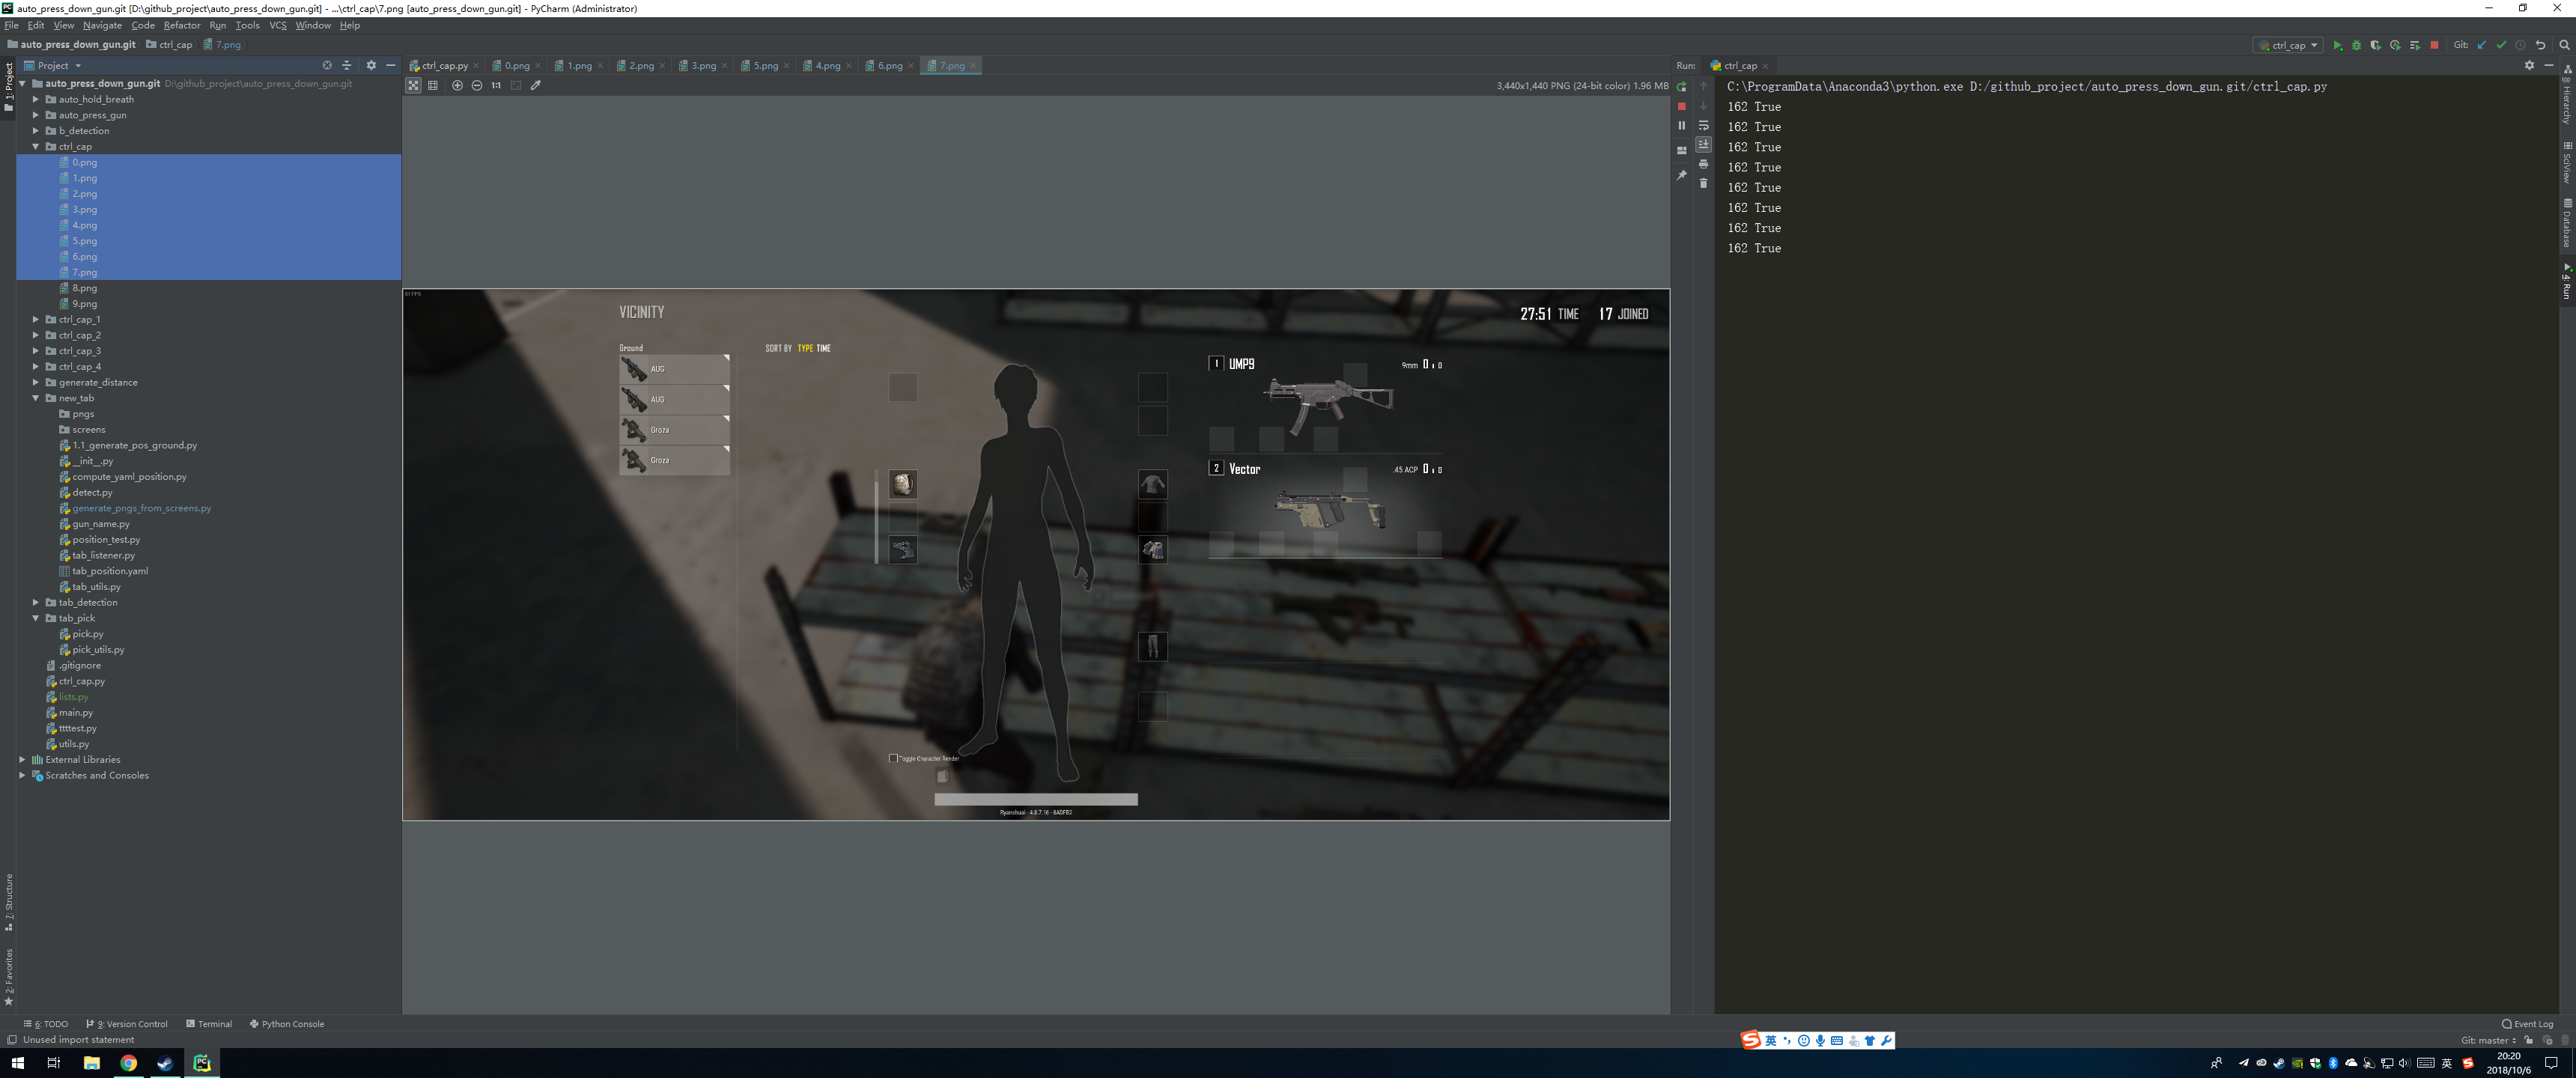 auto_press_down_gun.git [D:\github_project\auto_press_down_gun.git] - ...\ctrl_cap\7.png [auto_press_down_gun.git] - PyCharm (Administrator)
File Edit View Navigate Code Refactor Run Tools VCS Window Help
auto_press_down_gun.git ctrl_cap 7.png
ctrl_cap Git:
Project
ctrl_cap.py 0.png 1.png 2.png 3.png 5.png 4.png 6.png 7.png
Run: ctrl_cap
1: Project
auto_press_down_gun.git D:\github_project\auto_press_down_gun.git
auto_hold_breath
auto_press_gun
b_detection
ctrl_cap
0.png
1.png
2.png
3.png
4.png
5.png
6.png
7.png
8.png
9.png
ctrl_cap_1
ctrl_cap_2
ctrl_cap_3
ctrl_cap_4
generate_distance
new_tab
pngs
screens
1.1_generate_pos_ground.py
__init__.py
compute_yaml_position.py
detect.py
generate_pngs_from_screens.py
gun_name.py
position_test.py
tab_listener.py
tab_position.yaml
tab_utils.py
tab_detection
tab_pick
pick.py
pick_utils.py
.gitignore
ctrl_cap.py
lists.py
main.py
ttttest.py
utils.py
External Libraries
Scratches and Consoles
1:1
3,440x1,440 PNG (24-bit color) 1.96 MB
VICINITY
27:51 TIME 17 JOINED
Ground
SORT BY TYPE TIME
AUG
AUG
Groza
Groza
1 UMP9 9mm 0
2 Vector .45 ACP 0
Toggle Character Render
C:\ProgramData\Anaconda3\python.exe D:/github_project/auto_press_down_gun.git/ctrl_cap.py
162 True
162 True
162 True
162 True
162 True
162 True
162 True
162 True
8: Hierarchy
SciView
Database
4: Run
7: Structure
2: Favorites
6: TODO 9: Version Control Terminal Python Console
Event Log
Unused import statement
Git: master
英
英
20:20
2018/10/6